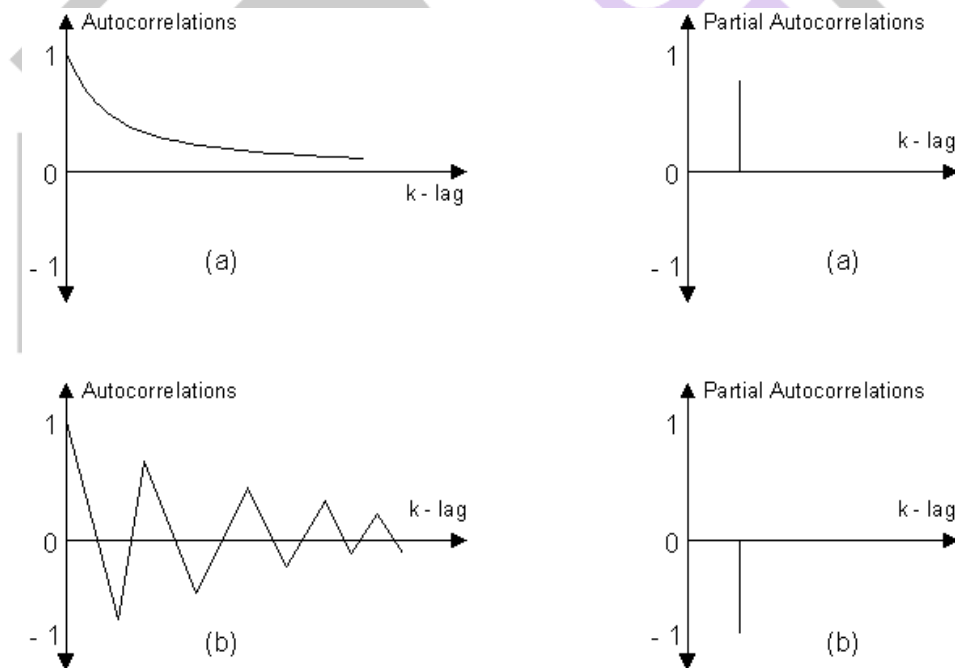 Autocorrelations
1
0
k - lag
- 1
(a)
Partial Autocorrelations
1
k - lag
0
- 1
(a)
Autocorrelations
1
k - lag
0
- 1
(b)
Partial Autocorrelations
1
k - lag
0
- 1
(b)